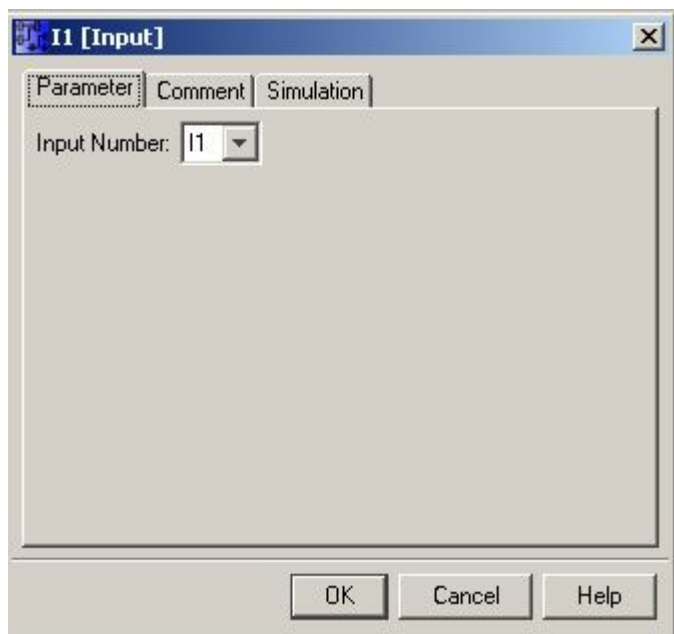 I1 [Input]
Parameter Comment Simulation
Input Number: I1
OK Cancel Help